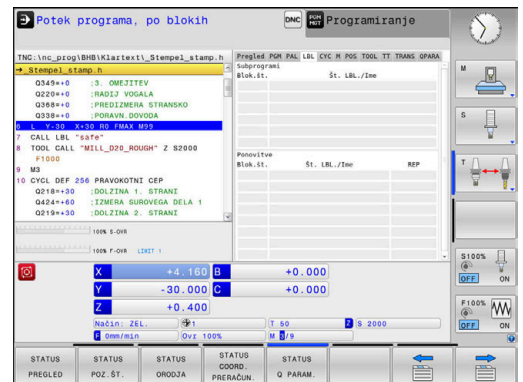 Potek programa, po blokih
DNC
PGM MGT
Programiranje
TNC:\nc_prog\BHB\Klartext\_Stempel_stamp.h
→_Stempel_stamp.h
Q349=+0 ;3. OMEJITEV
Q220=+0 ;RADIJ VOGALA
Q368=+0 ;PREDIZMERA STRANSKO
Q338=+0 ;PORAVN.DOVODA
6 L Y-30 X+30 R0 FMAX M99
7 CALL LBL "safe"
8 TOOL CALL "MILL_D20_ROUGH" Z S2000
F1000
9 M3
10 CYCL DEF 256 PRAVOKOTNI CEP
Q218=+30 ;DOLZINA 1. STRANI
Q424=+60 ;IZMERA SUROVEGA DELA 1
Q219=+30 ;DOLZINA 2. STRANI
100% S-OVR
100% F-OVR LIMIT 1
Pregled PGM PAL LBL CYC M POS TOOL TT TRANS QPARA
Subprogrami
Blok.št. Št. LBL./Ime
Ponovitve
Blok.št. Št. LBL./Ime REP
X +4.160 B +0.000
Y -30.000 C +0.000
Z +0.400
Način: ŽEL. 1 T 50 Z S 2000
F 0mm/min Ovr 100% M 3/9
M
S
T
S100%
OFF ON
F100%
OFF ON
STATUS PREGLED
STATUS POZ.ŠT.
STATUS ORODJA
STATUS COORD. PRERAČUN.
STATUS Q PARAM.